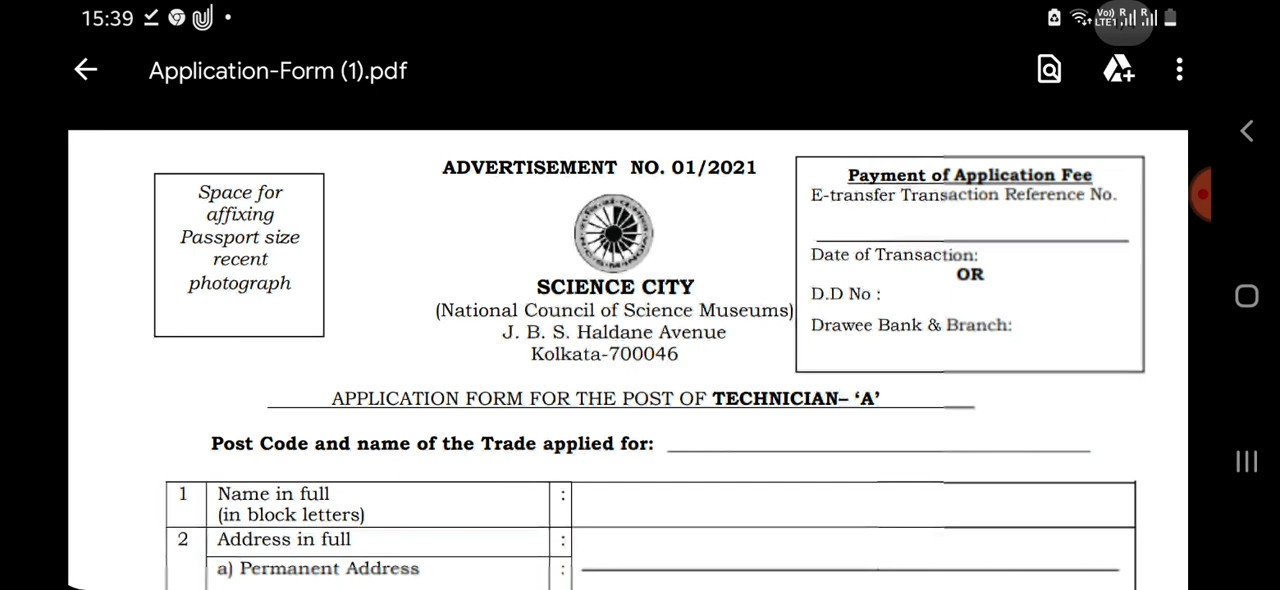 15:39
Vo)) R R
LTE1
Application-Form (1).pdf
Space for
affixing
Passport size
recent
photograph
ADVERTISEMENT NO. 01/2021
SCIENCE CITY
(National Council of Science Museums)
J. B. S. Haldane Avenue
Kolkata-700046
Payment of Application Fee
E-transfer Transaction Reference No.
Date of Transaction:
OR
D.D No :
Drawee Bank & Branch:
APPLICATION FORM FOR THE POST OF TECHNICIAN– ‘A’
Post Code and name of the Trade applied for:
1 Name in full :
(in block letters)
2 Address in full :
a) Permanent Address :